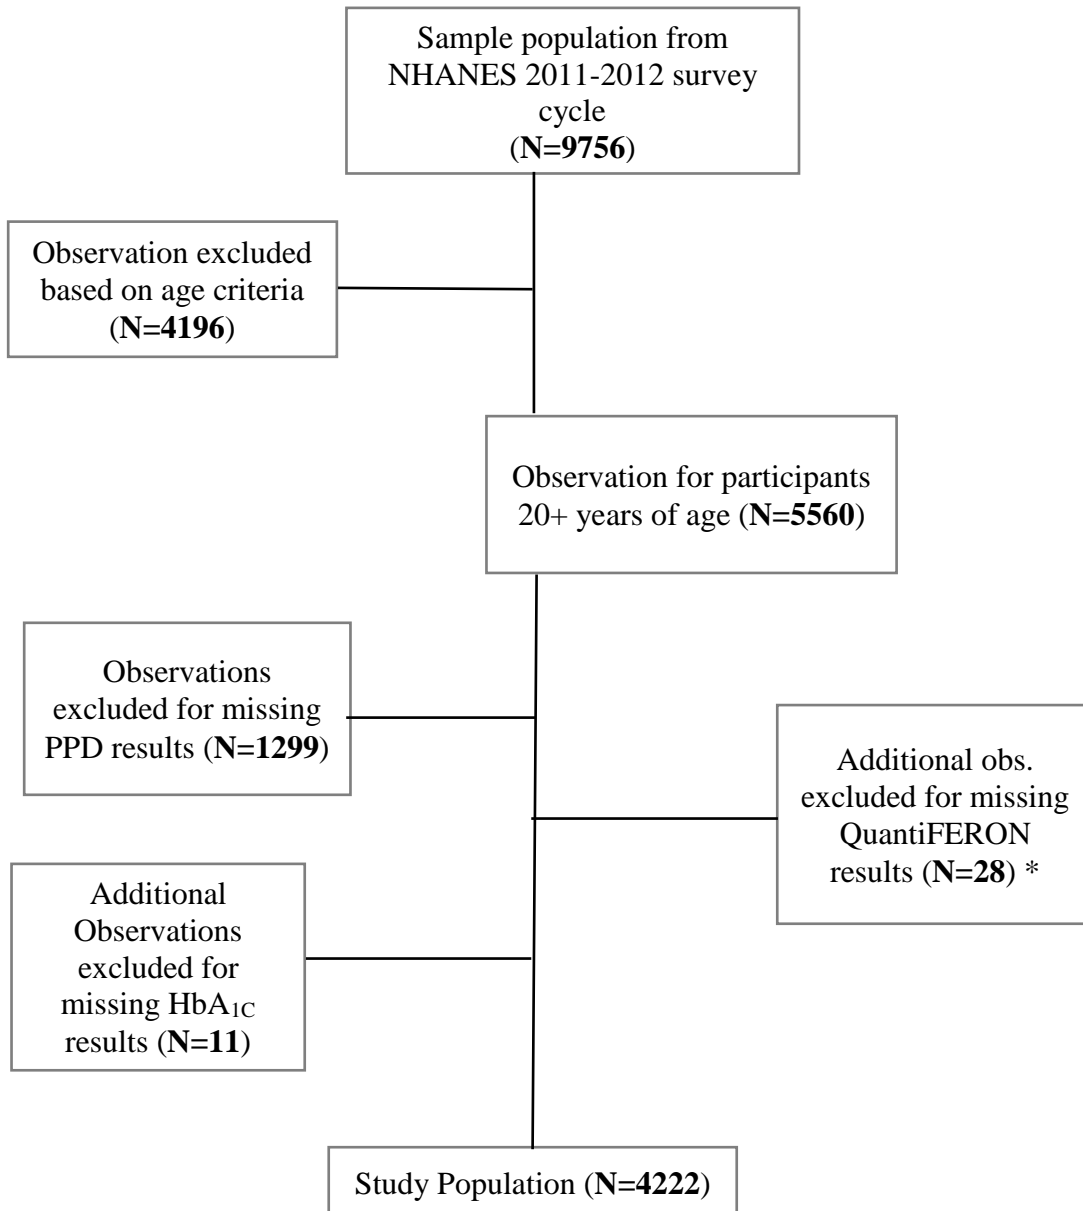 Sample population from
NHANES 2011-2012 survey
cycle
(N=9756)
Observation excluded
based on age criteria
(N=4196)
Observation for participants
20+ years of age (N=5560)
Observations
excluded for missing
PPD results (N=1299)
Additional obs.
excluded for missing
QuantiFERON
results (N=28) *
Additional
Observations
excluded for
missing HbA1C
results (N=11)
Study Population (N=4222)